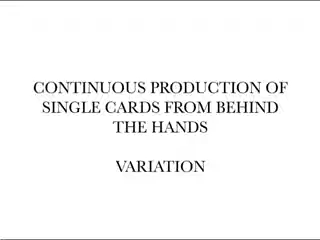 CONTINUOUS PRODUCTION OF
SINGLE CARDS FROM BEHIND
THE HANDS
VARIATION